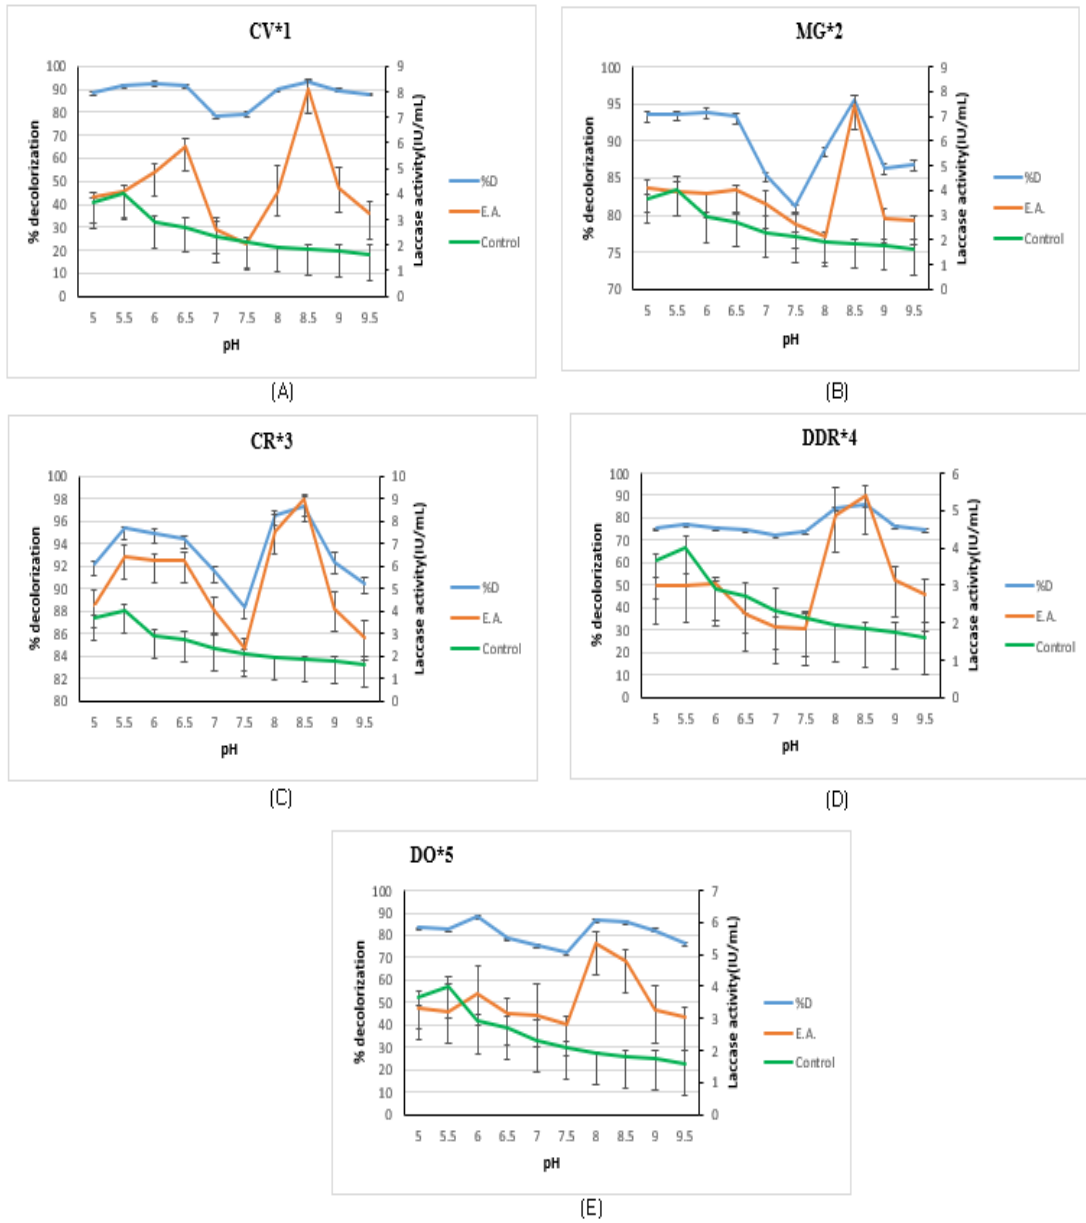 CV*1
100
90
80
70
60
50
40
30
20
10
0
% decolorization
9
8
7
6
5
4
3
2
1
0
Laccase activity(IU/mL)
5 5.5 6 6.5 7 7.5 8 8.5 9 9.5
pH
%D
E.A.
Control
(A)
MG*2
100
95
90
85
80
75
70
% decolorization
9
8
7
6
5
4
3
2
1
0
Laccase activity(IU/mL)
5 5.5 6 6.5 7 7.5 8 8.5 9 9.5
pH
%D
E.A.
Control
(B)
CR*3
100
98
96
94
92
90
88
86
84
82
80
% decolorization
10
9
8
7
6
5
4
3
2
1
0
Laccase activity(IU/mL)
5 5.5 6 6.5 7 7.5 8 8.5 9 9.5
pH
%D
E.A.
Control
(C)
DDR*4
100
90
80
70
60
50
40
30
20
10
0
% decolorization
6
5
4
3
2
1
0
Laccase activity(IU/mL)
5 5.5 6 6.5 7 7.5 8 8.5 9 9.5
pH
%D
E.A.
Control
(D)
DO*5
100
90
80
70
60
50
40
30
20
10
0
% decolorization
7
6
5
4
3
2
1
0
Laccase activity(IU/mL)
5 5.5 6 6.5 7 7.5 8 8.5 9 9.5
pH
%D
E.A.
Control
(E)